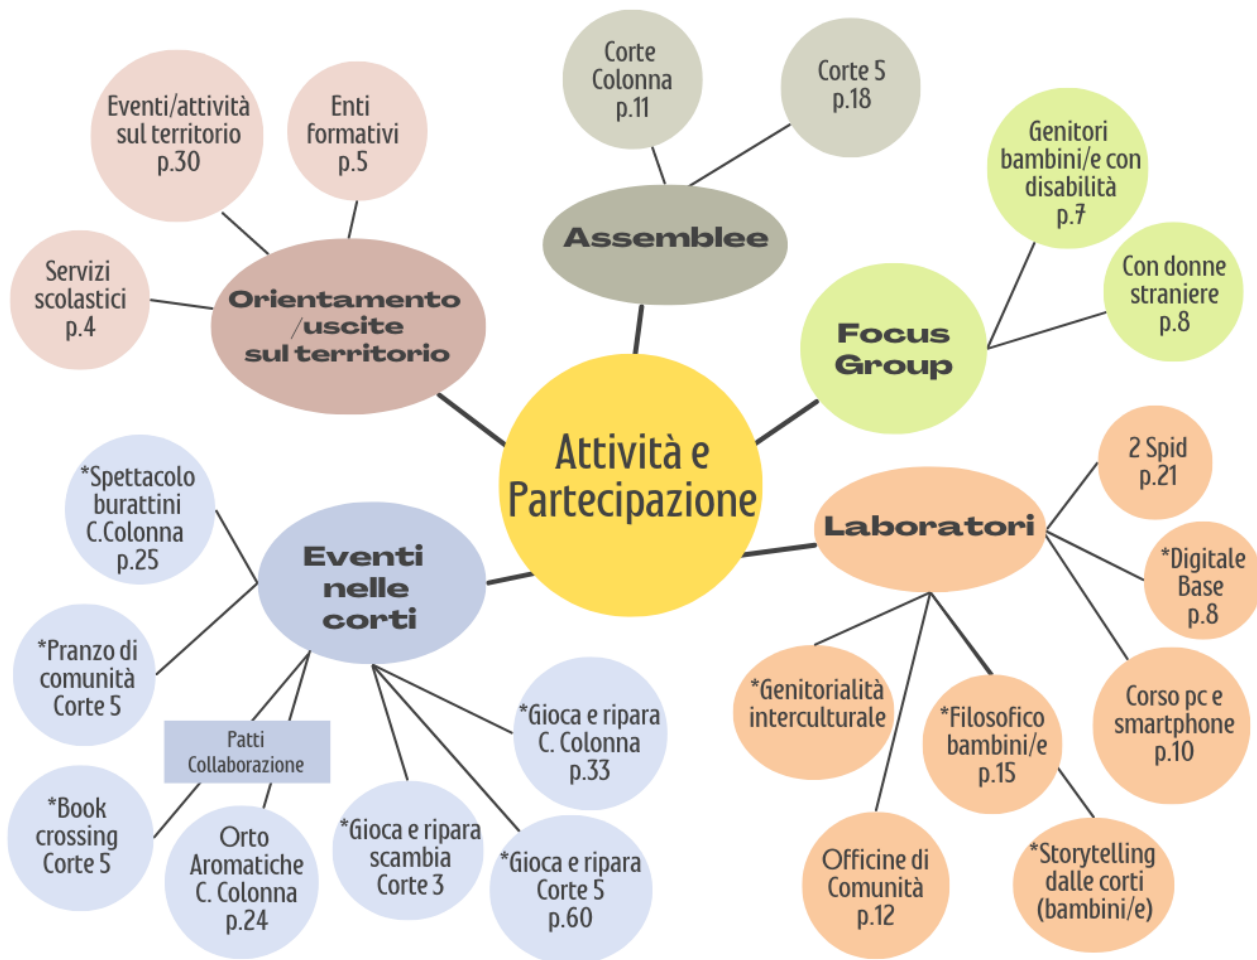 Corte
Colonna
p.11
Corte 5
p.18
Assemblee
Eventi/attività
sul territorio
p.30
Enti
formativi
p.5
Servizi
scolastici
p.4
Orientamento
/uscite
sul territorio
Genitori
bambini/e con
disabilità
p.7
Con donne
straniere
p.8
Focus
Group
Attività e
Partecipazione
*Spettacolo
burattini
C.Colonna
p.25
*Pranzo di
comunità
Corte 5
Eventi
nelle
corti
Patti
Collaborazione
*Book
crossing
Corte 5
Orto
Aromatiche
C. Colonna
p.24
*Gioca e ripara
scambia
Corte 3
*Gioca e ripara
Corte 5
p.60
*Gioca e ripara
C. Colonna
p.33
Laboratori
2 Spid
p.21
*Digitale
Base
p.8
Corso pc e
smartphone
p.10
*Genitorialità
interculturale
*Filosofico
bambini/e
p.15
Officine di
Comunità
p.12
*Storytelling
dalle corti
(bambini/e)